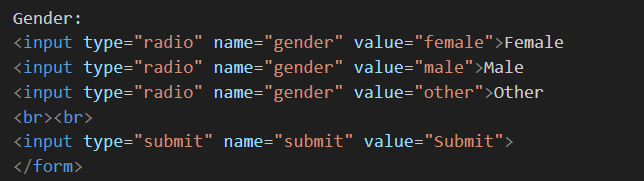 Gender:
<input type="radio" name="gender" value="female">Female
<input type="radio" name="gender" value="male">Male
<input type="radio" name="gender" value="other">Other
<br><br>
<input type="submit" name="submit" value="Submit">
</form>